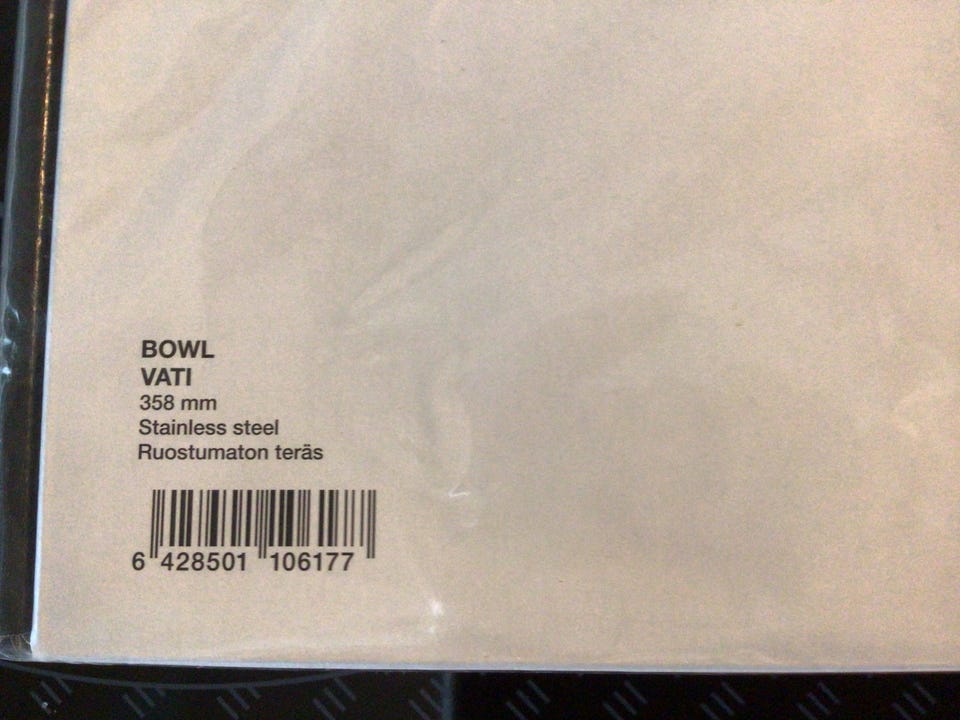 BOWL
VATI
358 mm
Stainless steel
Ruostumaton teräs
6 428501 106177